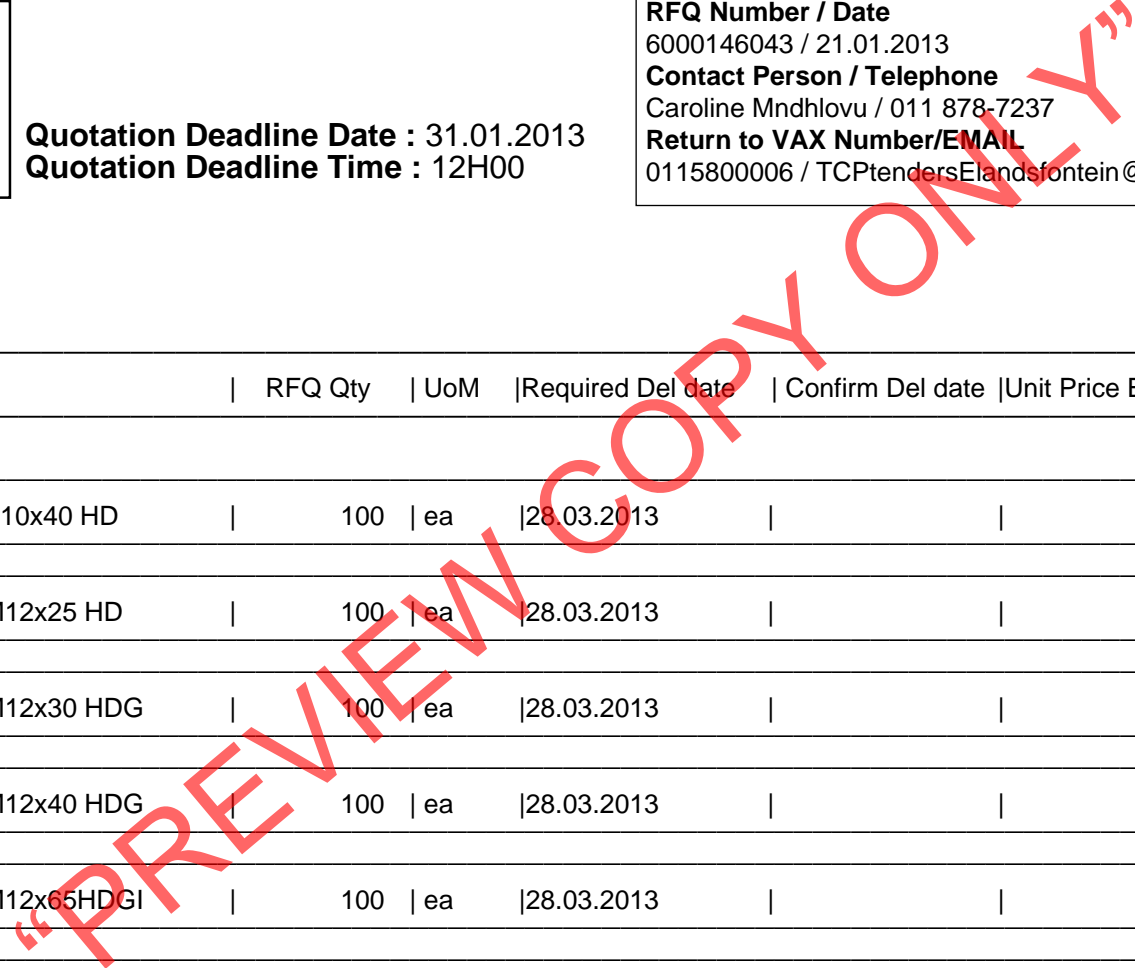 RFQ Number / Date
6000146043 / 21.01.2013
Contact Person / Telephone
Caroline Mndhlovu / 011 878-7237
Return to VAX Number/EMAIL
0115800006 / TCPtendersElandsfontein@
Quotation Deadline Date : 31.01.2013
Quotation Deadline Time : 12H00
| RFQ Qty | UoM |Required Del date | Confirm Del date |Unit Price
10x40 HD | 100 | ea |28.03.2013 | |
12x25 HD | 100 | ea |28.03.2013 | |
12x30 HDG | 100 | ea |28.03.2013 | |
12x40 HDG | 100 | ea |28.03.2013 | |
12x65HDGI | 100 | ea |28.03.2013 | |
“PREVIEW COPY ONLY”